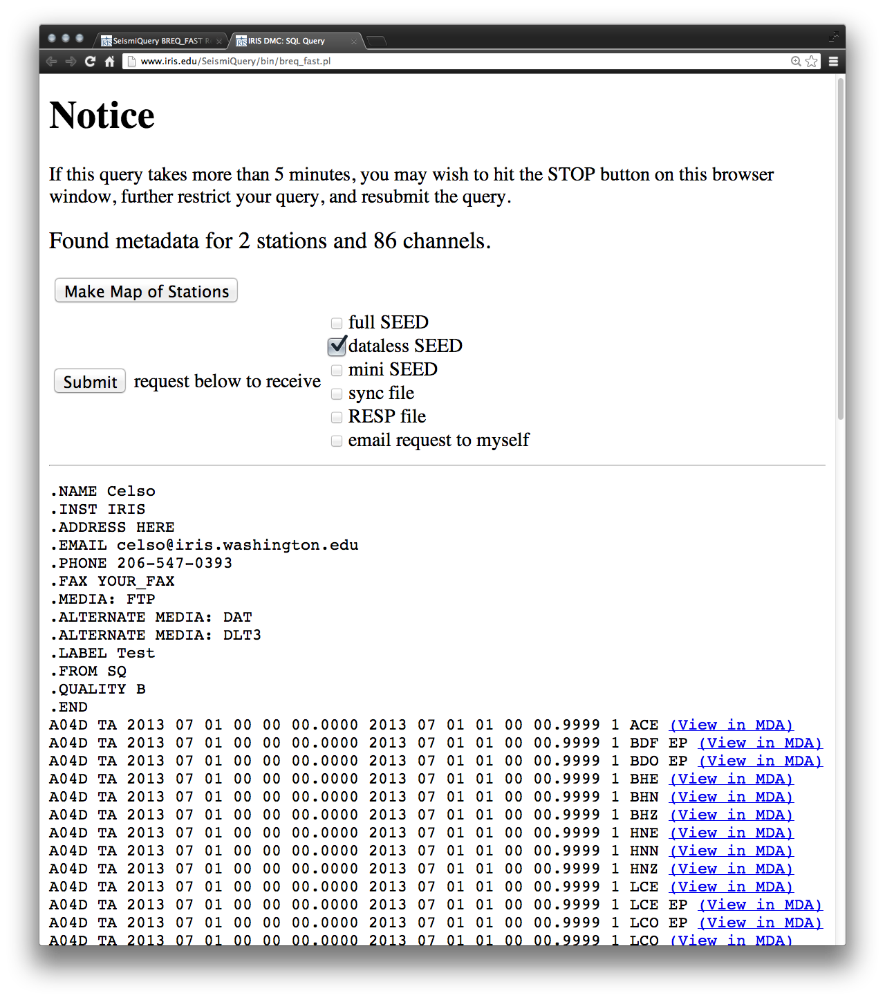 SeismiQuery BREQ_FAST R
IRIS DMC: SQL Query
www.iris.edu/SeismiQuery/bin/breq_fast.pl
Notice
If this query takes more than 5 minutes, you may wish to hit the STOP button on this browser
window, further restrict your query, and resubmit the query.
Found metadata for 2 stations and 86 channels.
Make Map of Stations
full SEED
dataless SEED
mini SEED
Submit request below to receive
sync file
RESP file
email request to myself
.NAME Celso
.INST IRIS
.ADDRESS HERE
.EMAIL celso@iris.washington.edu
.PHONE 206-547-0393
.FAX YOUR_FAX
.MEDIA: FTP
.ALTERNATE MEDIA: DAT
.ALTERNATE MEDIA: DLT3
.LABEL Test
.FROM SQ
.QUALITY B
.END
A04D TA 2013 07 01 00 00 00.0000 2013 07 01 01 00 00.9999 1 ACE (View in MDA)
A04D TA 2013 07 01 00 00 00.0000 2013 07 01 01 00 00.9999 1 BDF EP (View in MDA)
A04D TA 2013 07 01 00 00 00.0000 2013 07 01 01 00 00.9999 1 BDO EP (View in MDA)
A04D TA 2013 07 01 00 00 00.0000 2013 07 01 01 00 00.9999 1 BHE (View in MDA)
A04D TA 2013 07 01 00 00 00.0000 2013 07 01 01 00 00.9999 1 BHN (View in MDA)
A04D TA 2013 07 01 00 00 00.0000 2013 07 01 01 00 00.9999 1 BHZ (View in MDA)
A04D TA 2013 07 01 00 00 00.0000 2013 07 01 01 00 00.9999 1 HNE (View in MDA)
A04D TA 2013 07 01 00 00 00.0000 2013 07 01 01 00 00.9999 1 HNN (View in MDA)
A04D TA 2013 07 01 00 00 00.0000 2013 07 01 01 00 00.9999 1 HNZ (View in MDA)
A04D TA 2013 07 01 00 00 00.0000 2013 07 01 01 00 00.9999 1 LCE (View in MDA)
A04D TA 2013 07 01 00 00 00.0000 2013 07 01 01 00 00.9999 1 LCE EP (View in MDA)
A04D TA 2013 07 01 00 00 00.0000 2013 07 01 01 00 00.9999 1 LCO EP (View in MDA)
A04D TA 2013 07 01 00 00 00.0000 2013 07 01 01 00 00.9999 1 LCO (View in MDA)